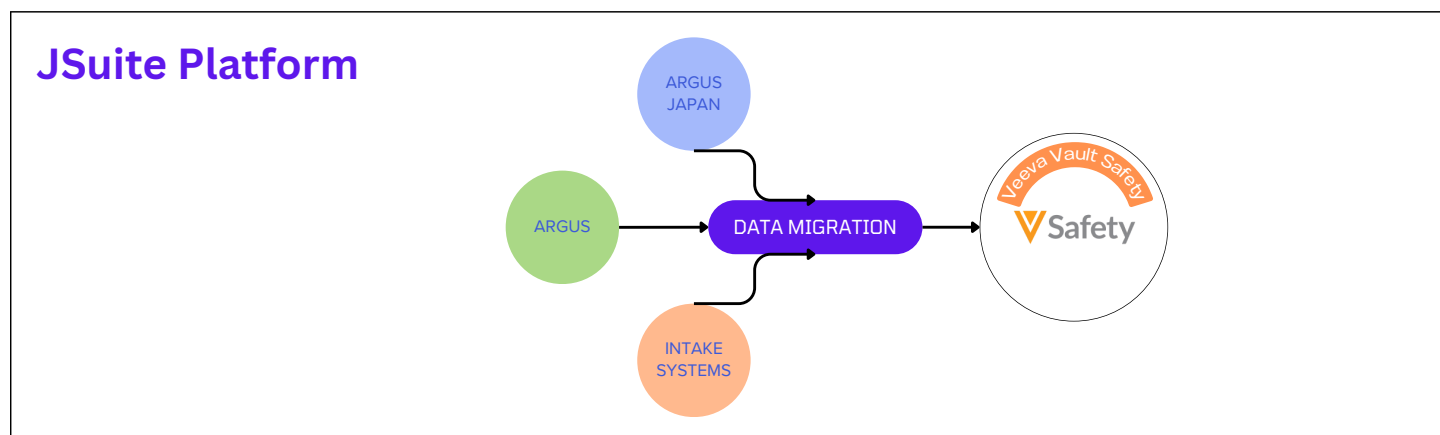 JSuite Platform
ARGUS
JAPAN
ARGUS
DATA MIGRATION
Veeva Vault Safety
Safety
INTAKE
SYSTEMS